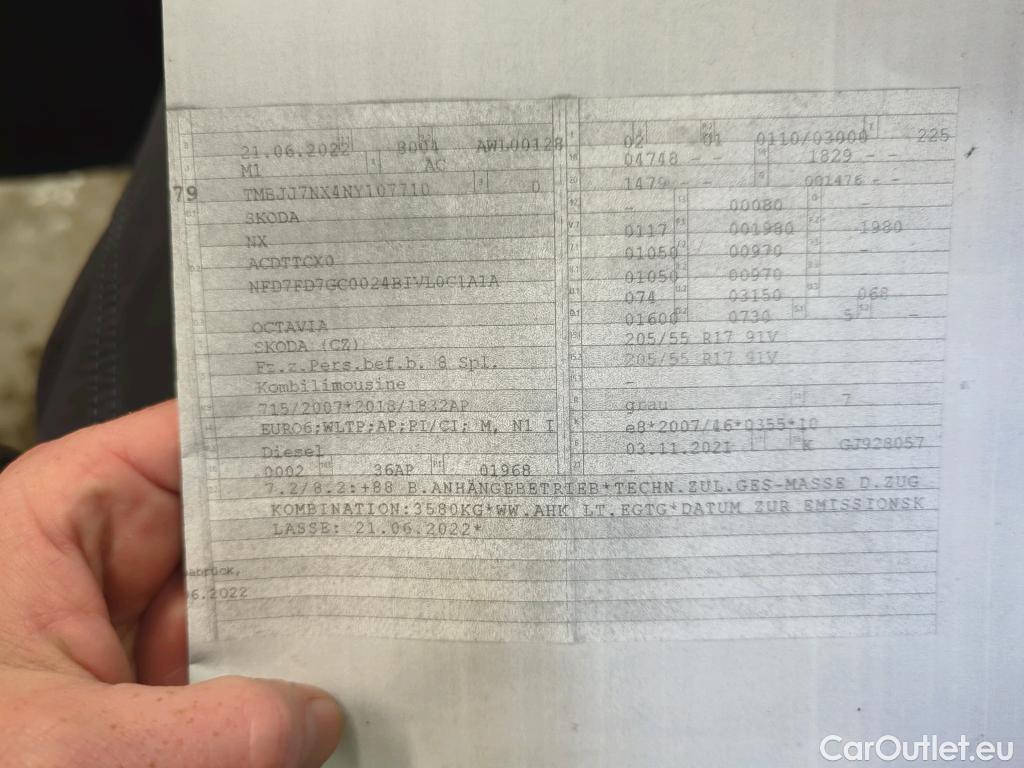 21.06.2022 8004 AWL00128
M1 AC
79 TMBJJ7NX4NY107710 0
SKODA
NX
ACDTTCX0
NFD7FD7GC0024BIVL0C1A1A
OCTAVIA
SKODA (CZ)
Fz.z.Pers.bef.b. 8 Spl.
Kombilimousine
715/2007*2018/1832AP
EURO6;WLTP;AP;PI/CI; M, N1 I
Diesel
0002 36AP 01968
02 01 0110/03000 225
04748 - - 1829 - -
1479 - - 001476 - -
- 00080 -
0117 001980 1980
01050 00970
01050 00970
074 03150 068
01600 0730 5 -
205/55 R17 91V
205/55 R17 91V
-
grau 7
e8*2007/46*0355*10
03.11.2021 K GJ928057
-
7.2/8.2:+88 B.ANHÄNGEBETRIEB*TECHN.ZUL.GES-MASSE D.ZUG
KOMBINATION:3580KG*WW.AHK LT.EGTG*DATUM ZUR EMISSIONSK
LASSE: 21.06.2022*
abrück,
06.2022
CarOutlet.eu